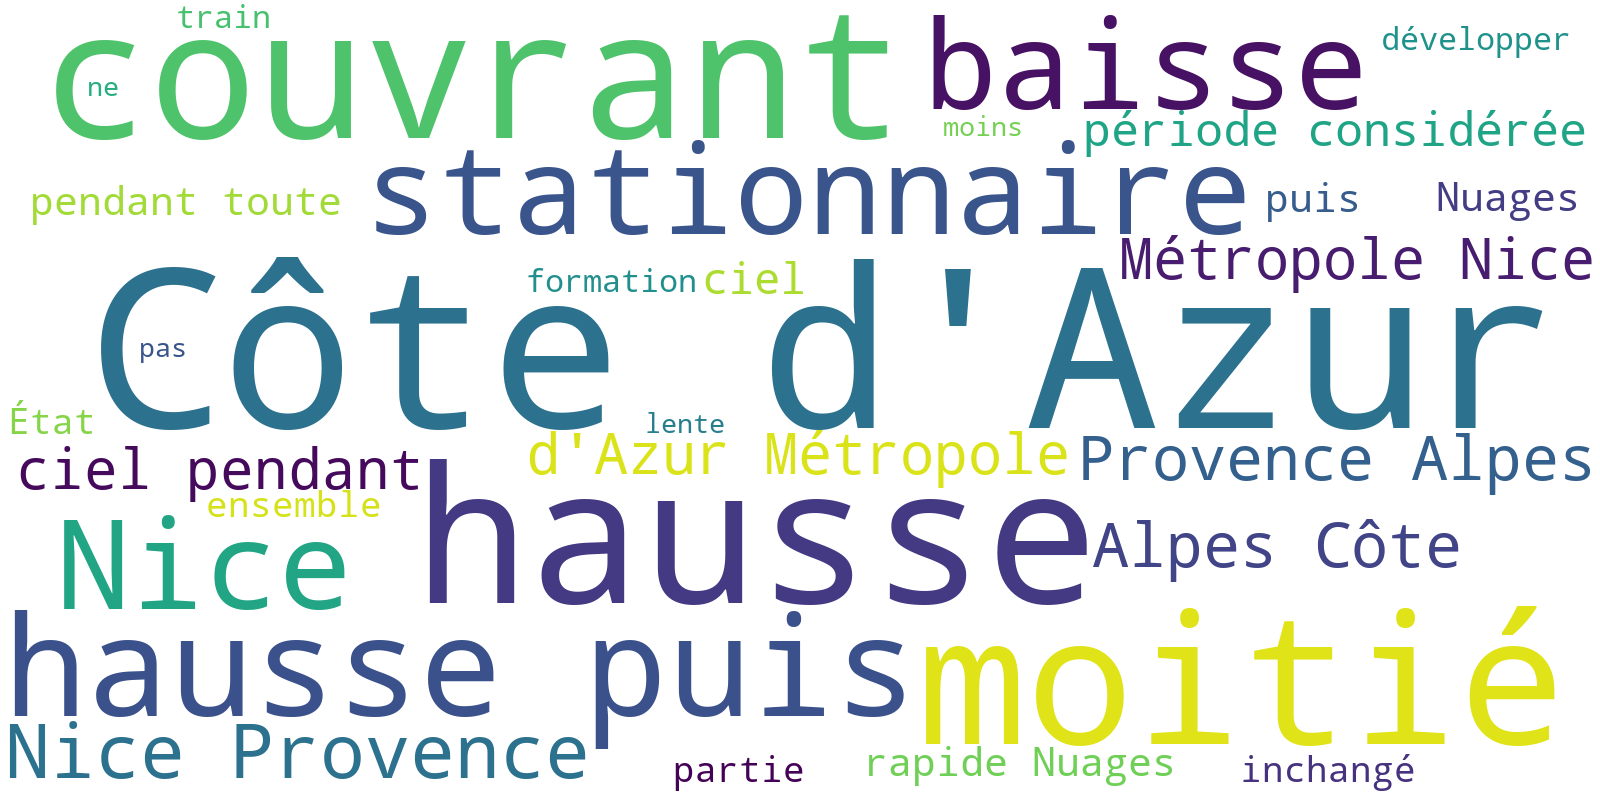 train
couvrant
ne
baisse
développer
moins
période considérée
stationnaire
pendant toute
puis
Nuages
Métropole Nice
formation
ciel
Côte d'Azur
pas
État
lente
ciel pendant
d'Azur Métropole
Provence Alpes
ensemble
hausse
Nice
Alpes Côte
hausse puis
moitié
Nice Provence
partie
rapide Nuages
inchangé